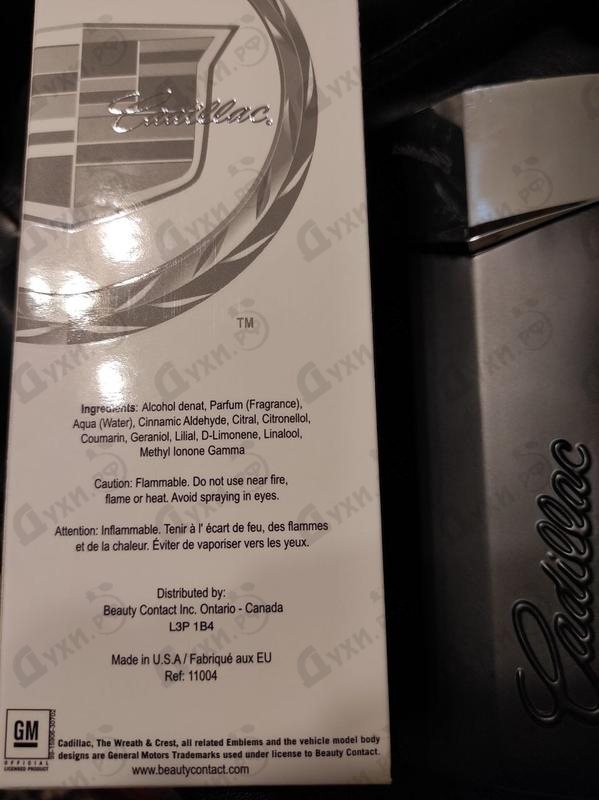 Cadillac.
TM
Ingredients: Alcohol denat, Parfum (Fragrance),
Aqua (Water), Cinnamic Aldehyde, Citral, Citronellol,
Coumarin, Geraniol, Lilial, D-Limonene, Linalool,
Methyl Ionone Gamma
Caution: Flammable. Do not use near fire,
flame or heat. Avoid spraying in eyes.
Attention: Inflammable. Tenir à l' écart de feu, des flammes
et de la chaleur. Éviter de vaporiser vers les yeux.
Distributed by:
Beauty Contact Inc. Ontario - Canada
L3P 1B4
Made in U.S.A / Fabriqué aux EU
Ref: 11004
GM
OFFICIAL
LICENSED PRODUCT
Cadillac, The Wreath & Crest, all related Emblems and the vehicle model body
designs are General Motors Trademarks used under license to Beauty Contact.
www.beautycontact.com
Cadillac
Духи.рф